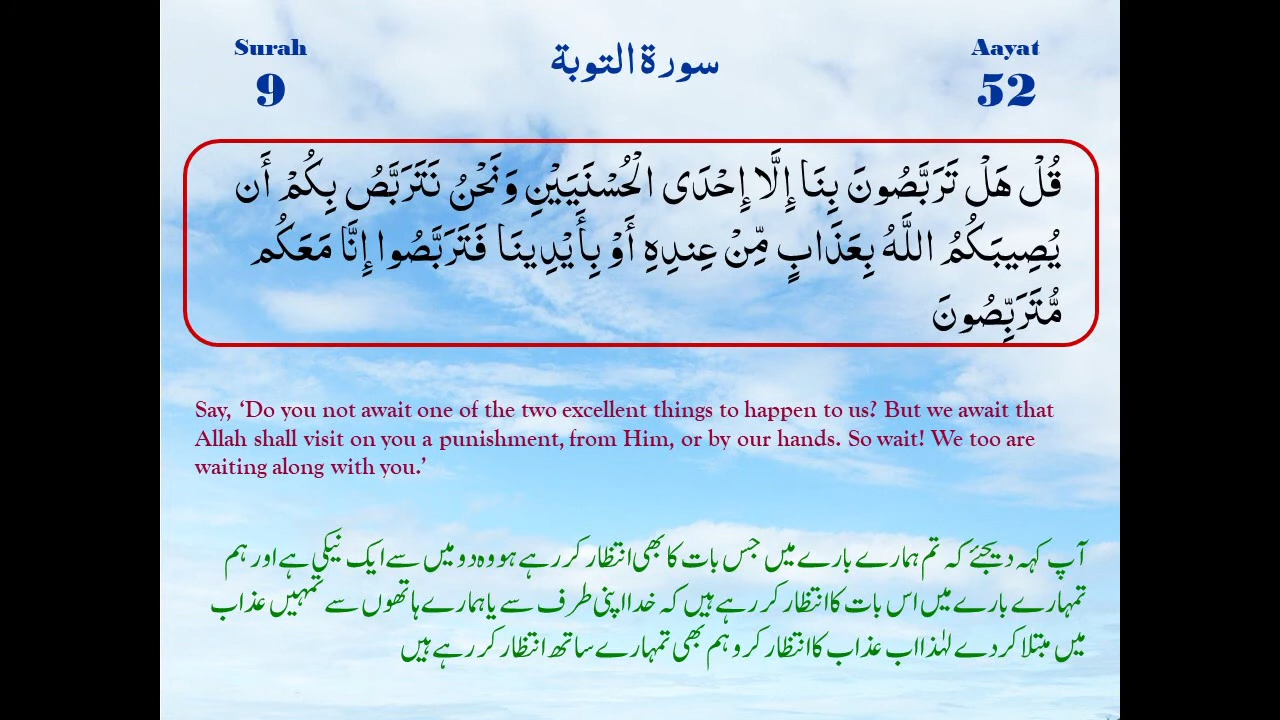 Surah
9
سورة التوبة
Aayat
52
قُلْ هَلْ تَرَبَّصُونَ بِنَا إِلَّا إِحْدَى الْحُسْنَيَيْنِ وَنَحْنُ نَتَرَبَّصُ بِكُمْ أَن
يُصِيبَكُمُ اللَّهُ بِعَذَابٍ مِّنْ عِندِهِ أَوْ بِأَيْدِينَا فَتَرَبَّصُوا إِنَّا مَعَكُم
مُّتَرَبِّصُونَ
Say, ‘Do you not await one of the two excellent things to happen to us? But we await that
Allah shall visit on you a punishment, from Him, or by our hands. So wait! We too are
waiting along with you.’
آپ کہہ دیجئے کہ تم ہمارے بارے میں جس بات کا بھی انتظار کر رہے ہو وہ دو میں سے ایک نیکی ہے اور ہم
تمہارے بارے میں اس بات کا انتظار کر رہے ہیں کہ خدا اپنی طرف سے یا ہمارے ہاتھوں سے تمہیں عذاب
میں مبتلا کر دے لہٰذا اب عذاب کا انتظار کرو ہم بھی تمہارے ساتھ انتظار کر رہے ہیں